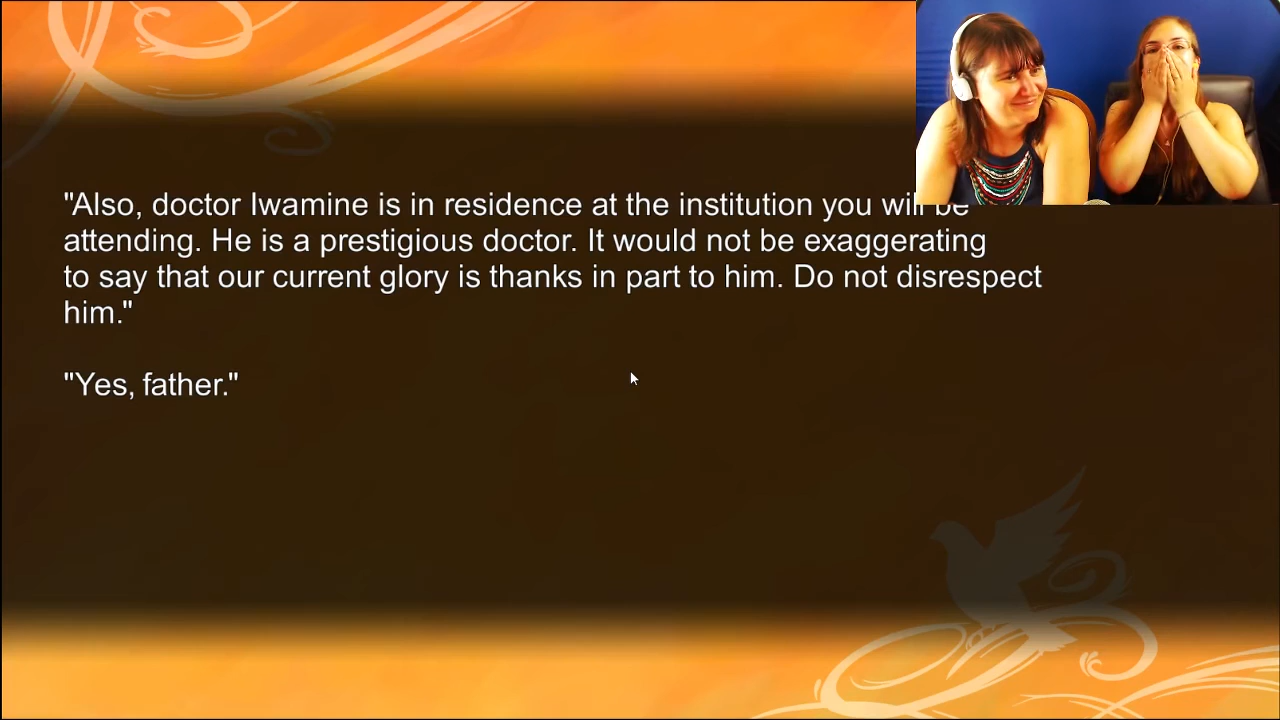 "Also, doctor Iwamine is in residence at the institution you will be
attending. He is a prestigious doctor. It would not be exaggerating
to say that our current glory is thanks in part to him. Do not disrespect
him."
"Yes, father."